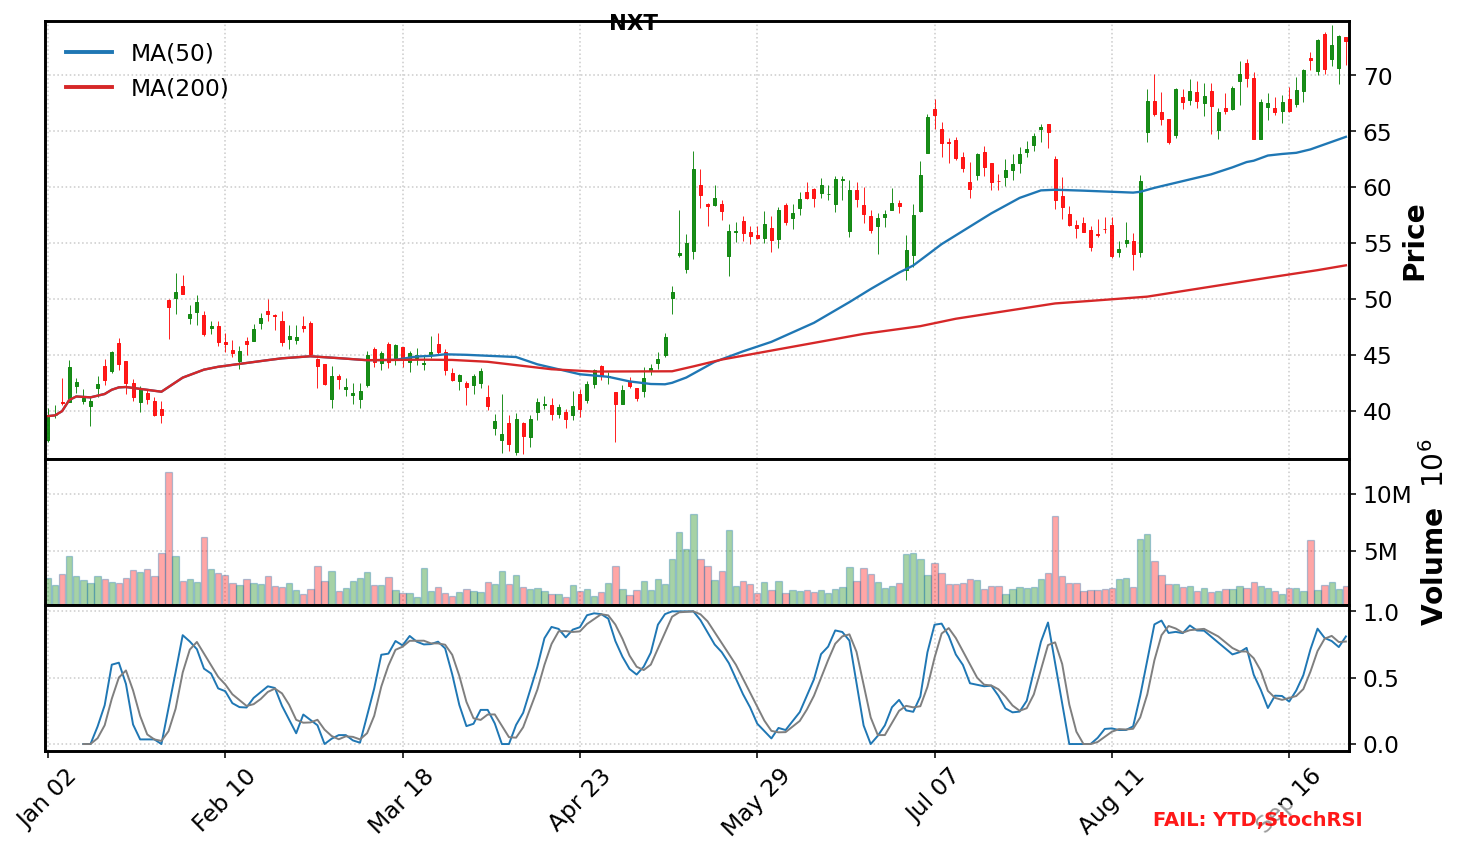 NXT
MA(50)
MA(200)
70
65
60
55
50
45
40
Price
10M
5M
Volume 10^6
1.0
0.5
0.0
Jan 02
Feb 10
Mar 18
Apr 23
May 29
Jul 07
Aug 11
Sep 16
FAIL: YTD,StochRSI